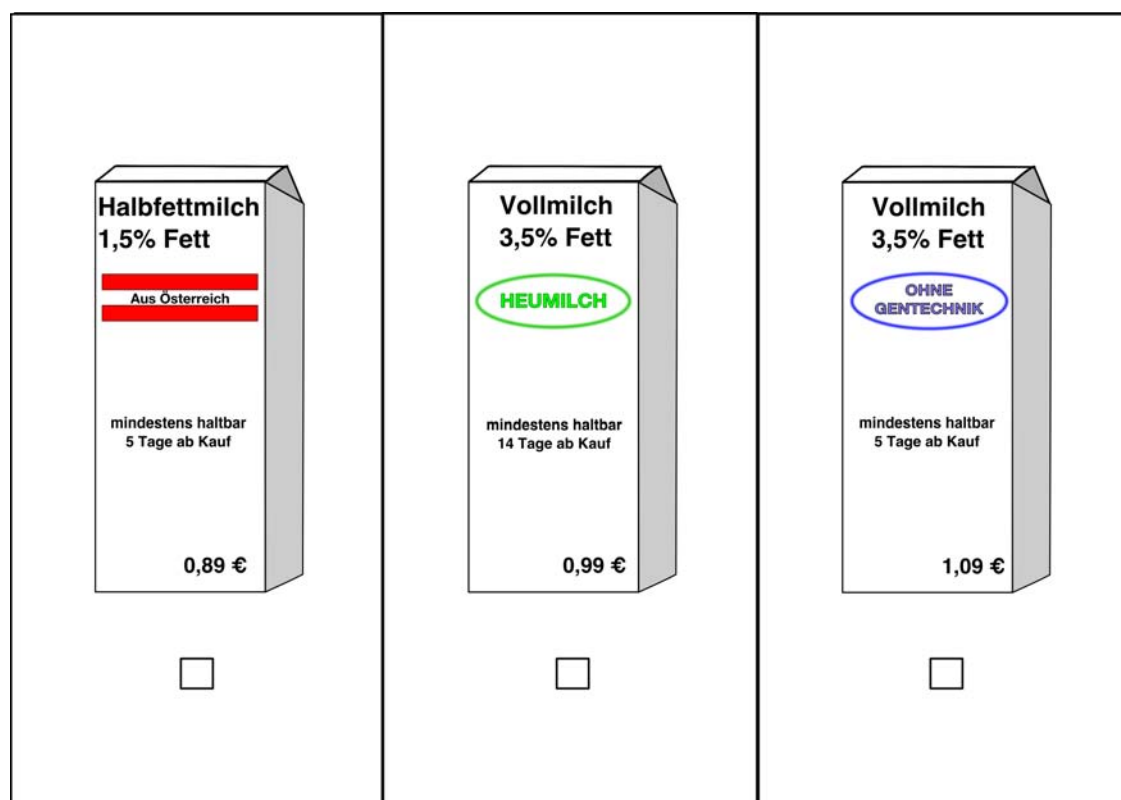 Halbfettmilch
1,5% Fett
Aus Österreich
mindestens haltbar
5 Tage ab Kauf
0,89 €
Vollmilch
3,5% Fett
HEUMILCH
mindestens haltbar
14 Tage ab Kauf
0,99 €
Vollmilch
3,5% Fett
OHNE
GENTECHNIK
mindestens haltbar
5 Tage ab Kauf
1,09 €